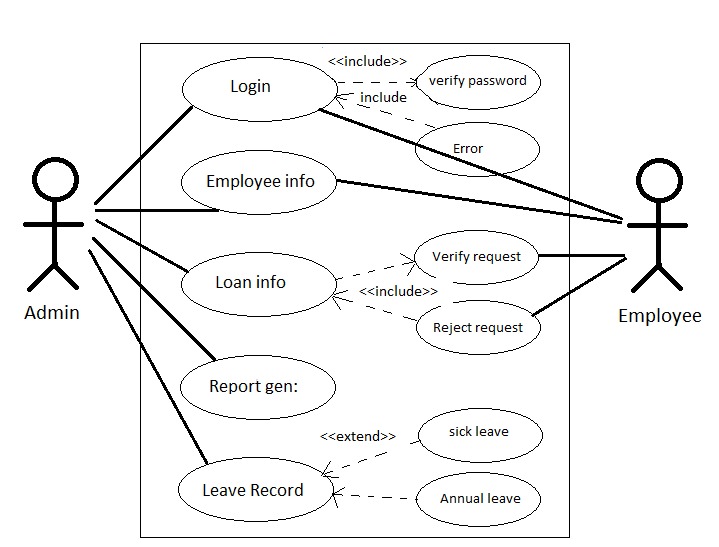 <<include>>
Login
verify password
include
Error
Employee info
Verify request
Loan info
<<include>>
Admin
Employee
Reject request
Report gen:
<<extend>>
sick leave
Leave Record
Annual leave